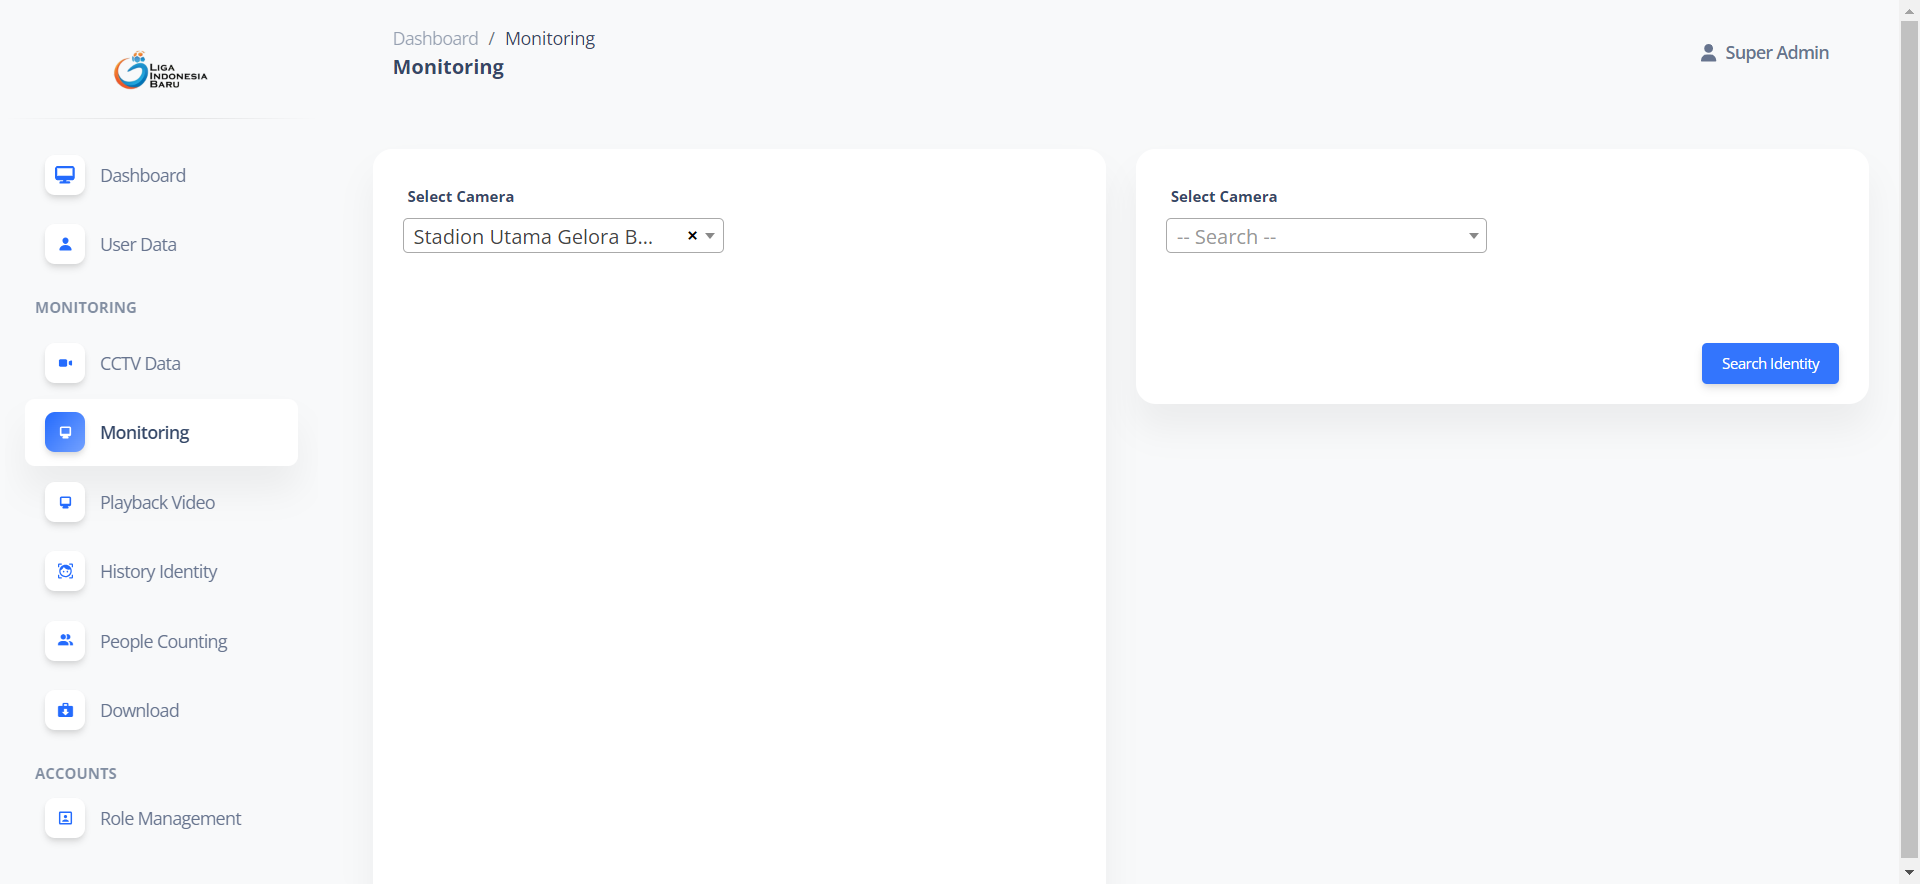 LIGA
INDONESIA
BARU
Dashboard / Monitoring
Monitoring
Super Admin
Dashboard
User Data
MONITORING
CCTV Data
Monitoring
Playback Video
History Identity
People Counting
Download
ACCOUNTS
Role Management
Select Camera
Stadion Utama Gelora B... ×
Select Camera
-- Search --
Search Identity